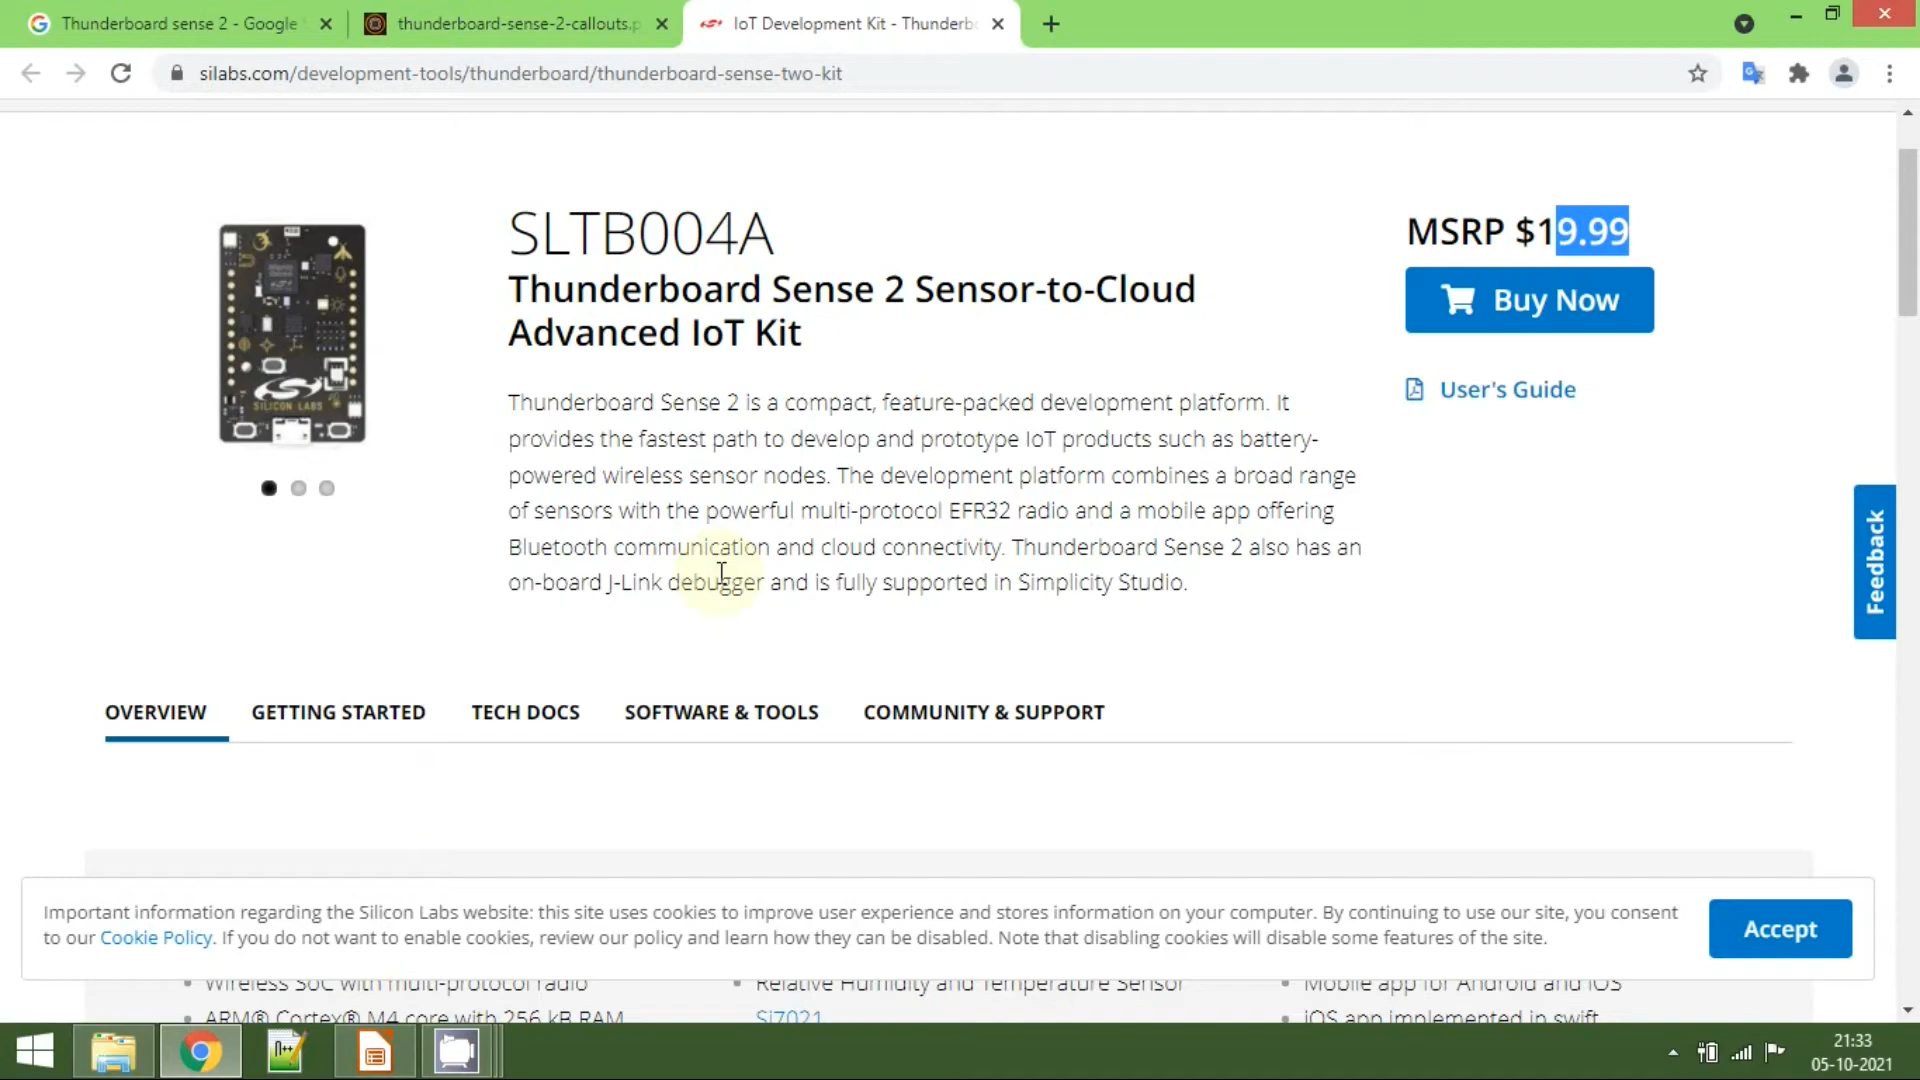 Thunderboard sense 2 - Google
thunderboard-sense-2-callouts.p
IoT Development Kit - Thunderb
silabs.com/development-tools/thunderboard/thunderboard-sense-two-kit
SLTB004A
MSRP $19.99
Thunderboard Sense 2 Sensor-to-Cloud
Advanced IoT Kit
Buy Now
User's Guide
SILICON LABS
Thunderboard Sense 2 is a compact, feature-packed development platform. It
provides the fastest path to develop and prototype IoT products such as battery-
powered wireless sensor nodes. The development platform combines a broad range
of sensors with the powerful multi-protocol EFR32 radio and a mobile app offering
Bluetooth communication and cloud connectivity. Thunderboard Sense 2 also has an
on-board J-Link debugger and is fully supported in Simplicity Studio.
Feedback
OVERVIEW GETTING STARTED TECH DOCS SOFTWARE & TOOLS COMMUNITY & SUPPORT
Important information regarding the Silicon Labs website: this site uses cookies to improve user experience and stores information on your computer. By continuing to use our site, you consent
to our Cookie Policy. If you do not want to enable cookies, review our policy and learn how they can be disabled. Note that disabling cookies will disable some features of the site.
Accept
Wireless SoC with multi-protocol radio
Relative Humidity and Temperature Sensor
Mobile app for Android and iOS
ARM® Cortex® M4 core with 256 kB RAM
Si7021
iOS app implemented in swift
21:33
05-10-2021